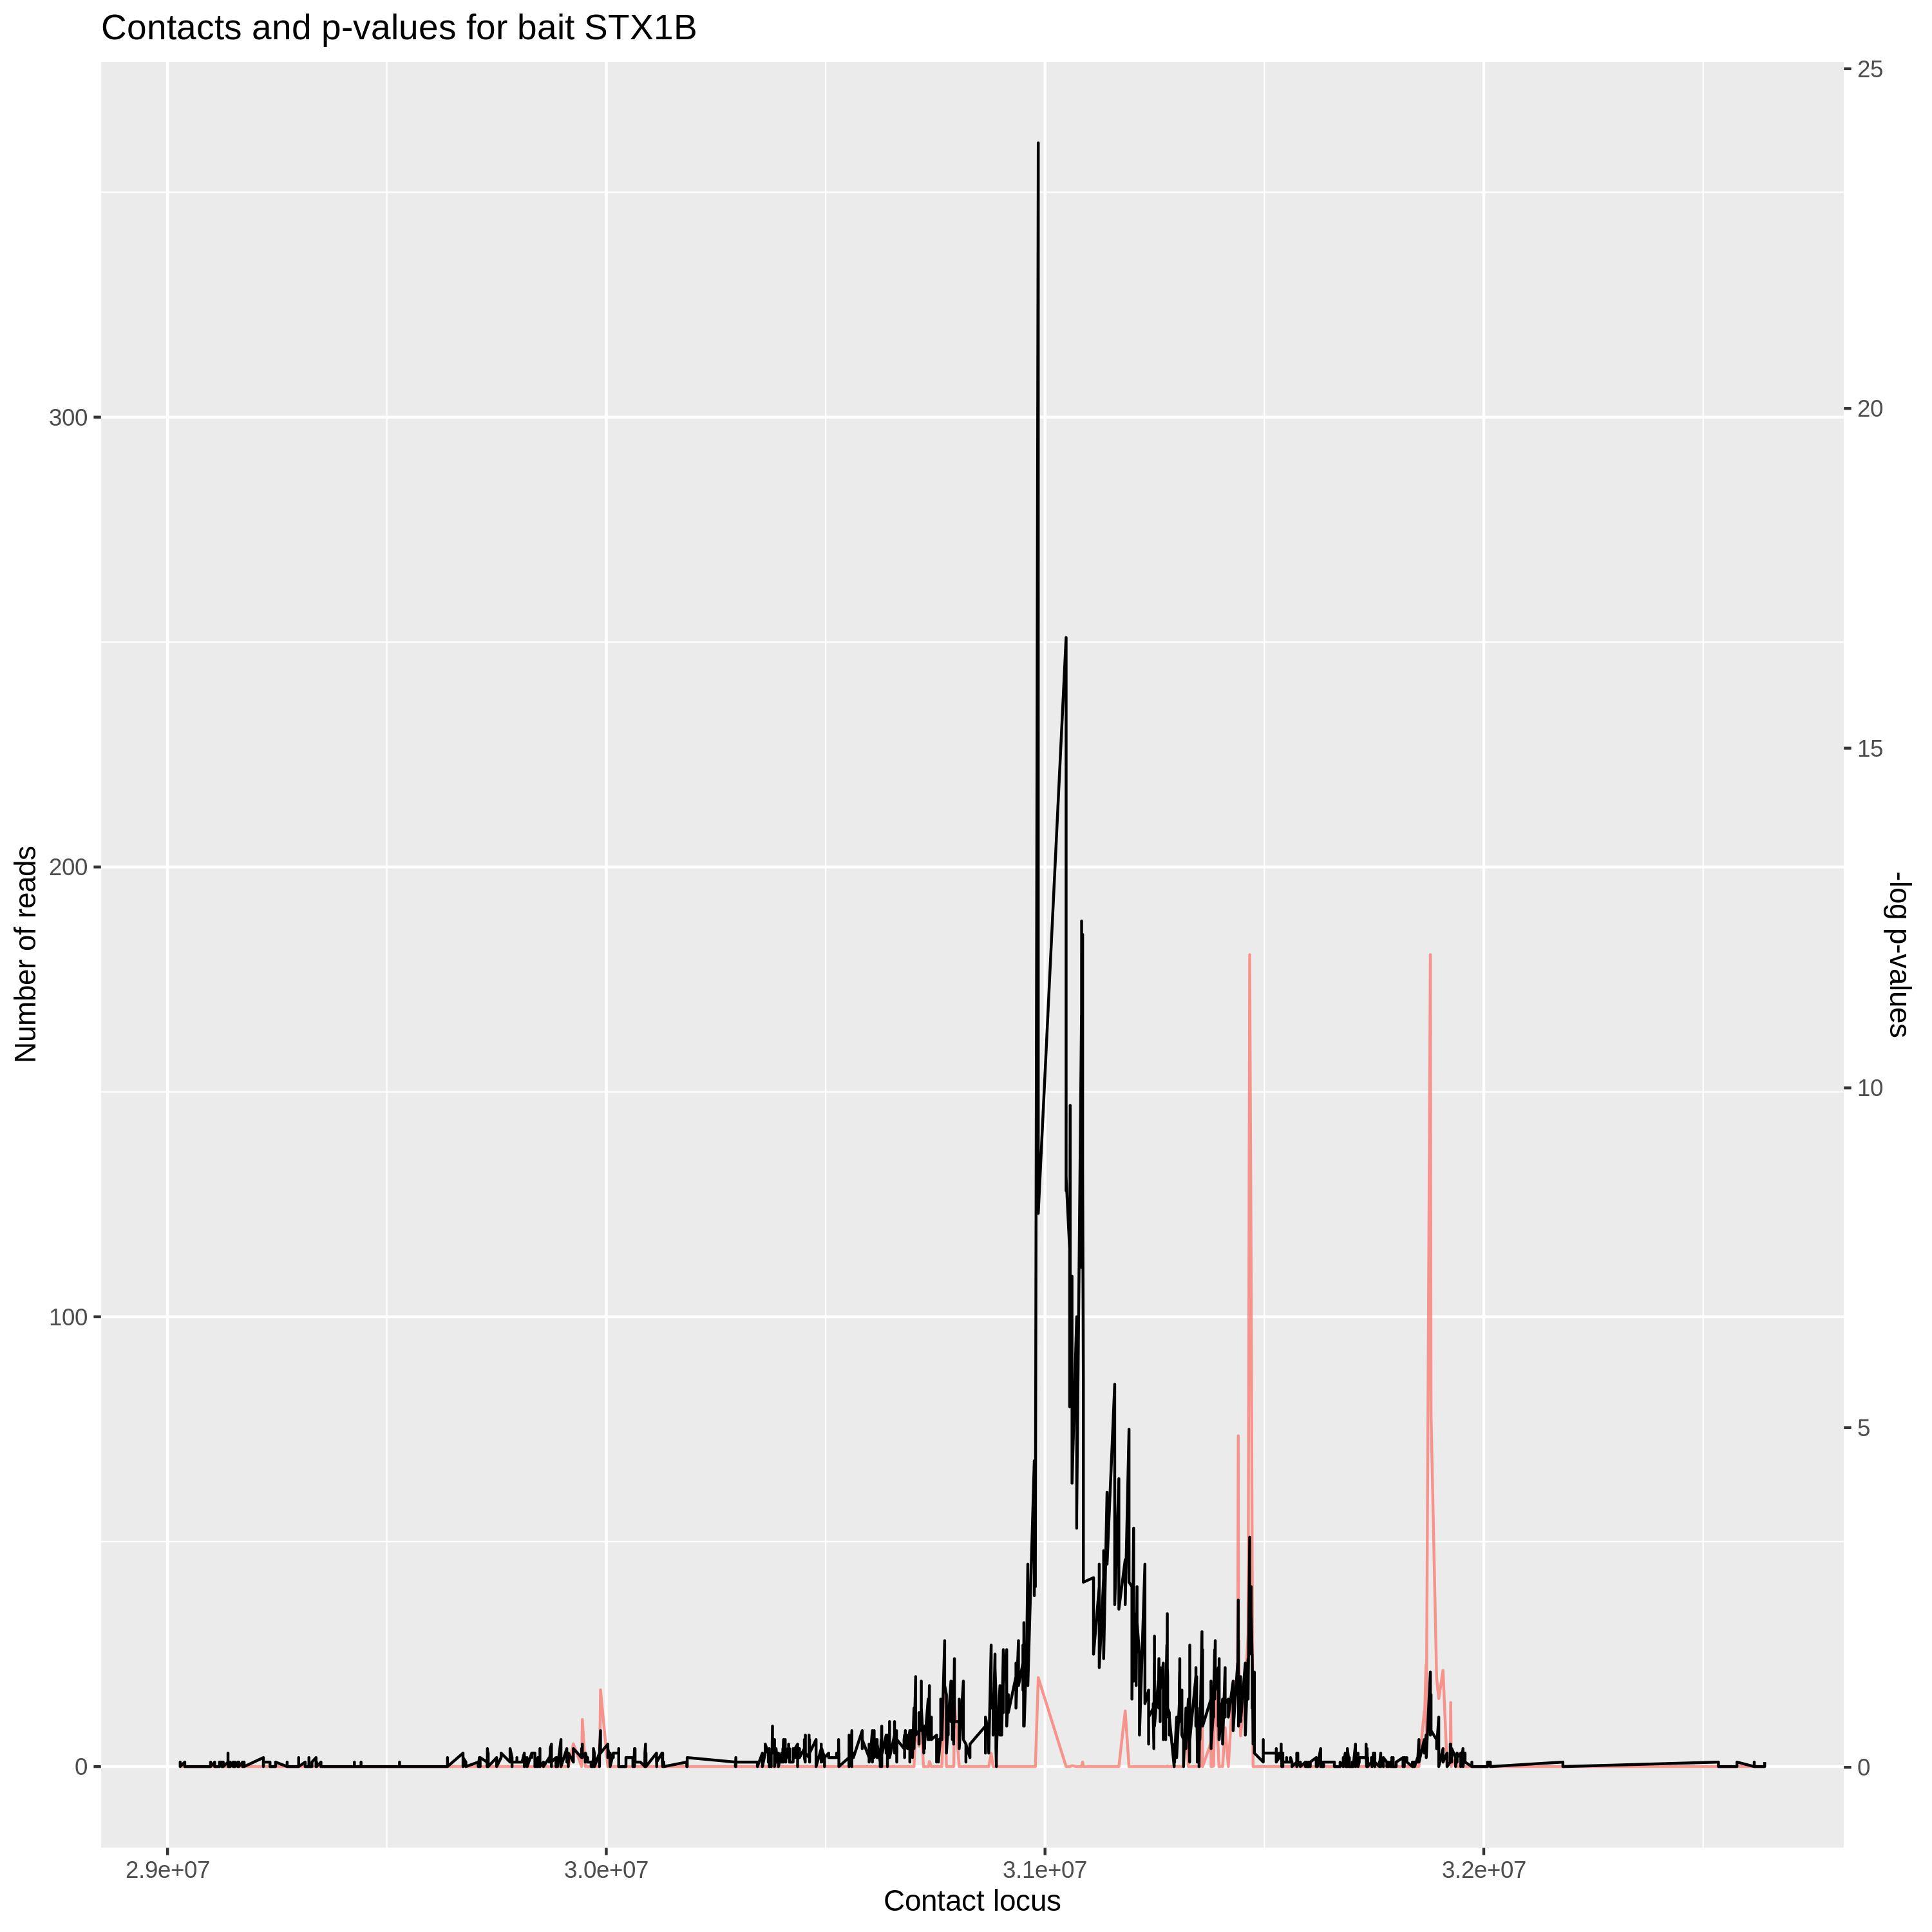 Contacts and p-values for bait STX1B
Number of reads
300
200
100
0
25
20
15
10
5
0
-log p-values
2.9e+07
3.0e+07
3.1e+07
3.2e+07
Contact locus